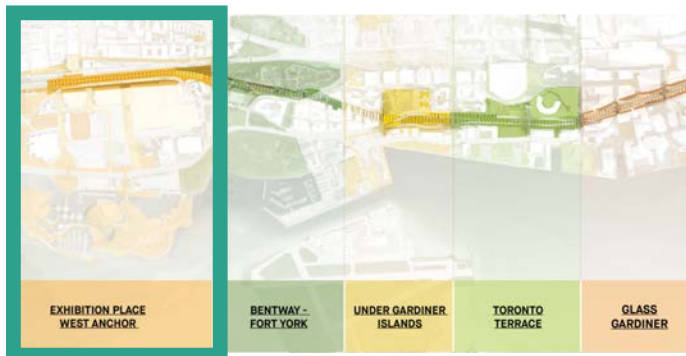 EXHIBITION PLACE
WEST ANCHOR
BENTWAY -
FORT YORK
UNDER GARDINER
ISLANDS
TORONTO
TERRACE
GLASS
GARDINER